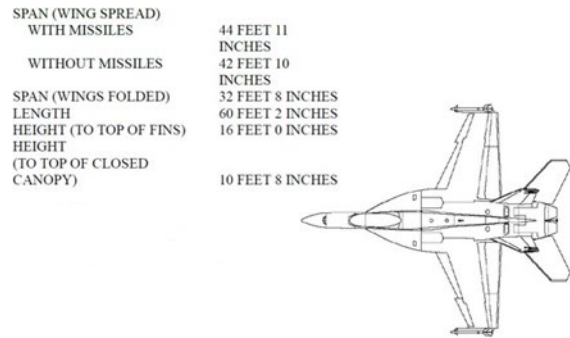 SPAN (WING SPREAD)
WITH MISSILES 44 FEET 11
INCHES
WITHOUT MISSILES 42 FEET 10
INCHES
SPAN (WINGS FOLDED) 32 FEET 8 INCHES
LENGTH 60 FEET 2 INCHES
HEIGHT (TO TOP OF FINS) 16 FEET 0 INCHES
HEIGHT
(TO TOP OF CLOSED
CANOPY) 10 FEET 8 INCHES